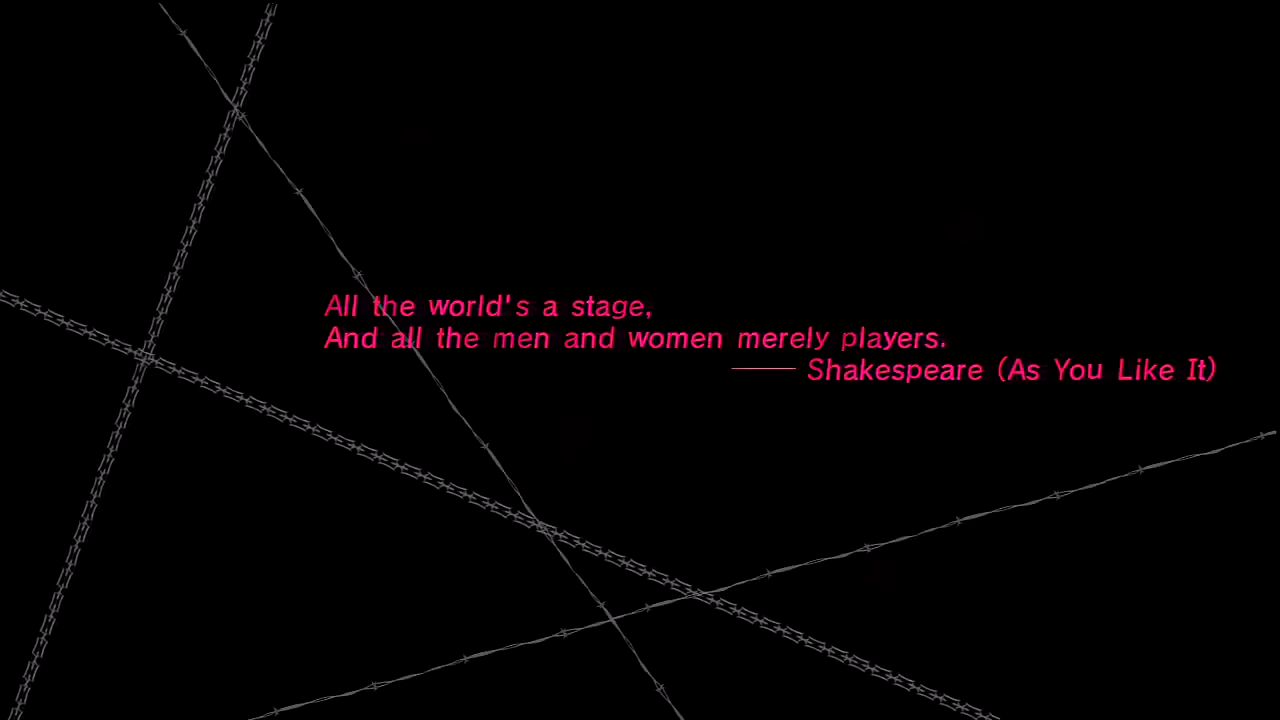 All the world's a stage,
And all the men and women merely players.
—— Shakespeare (As You Like It)